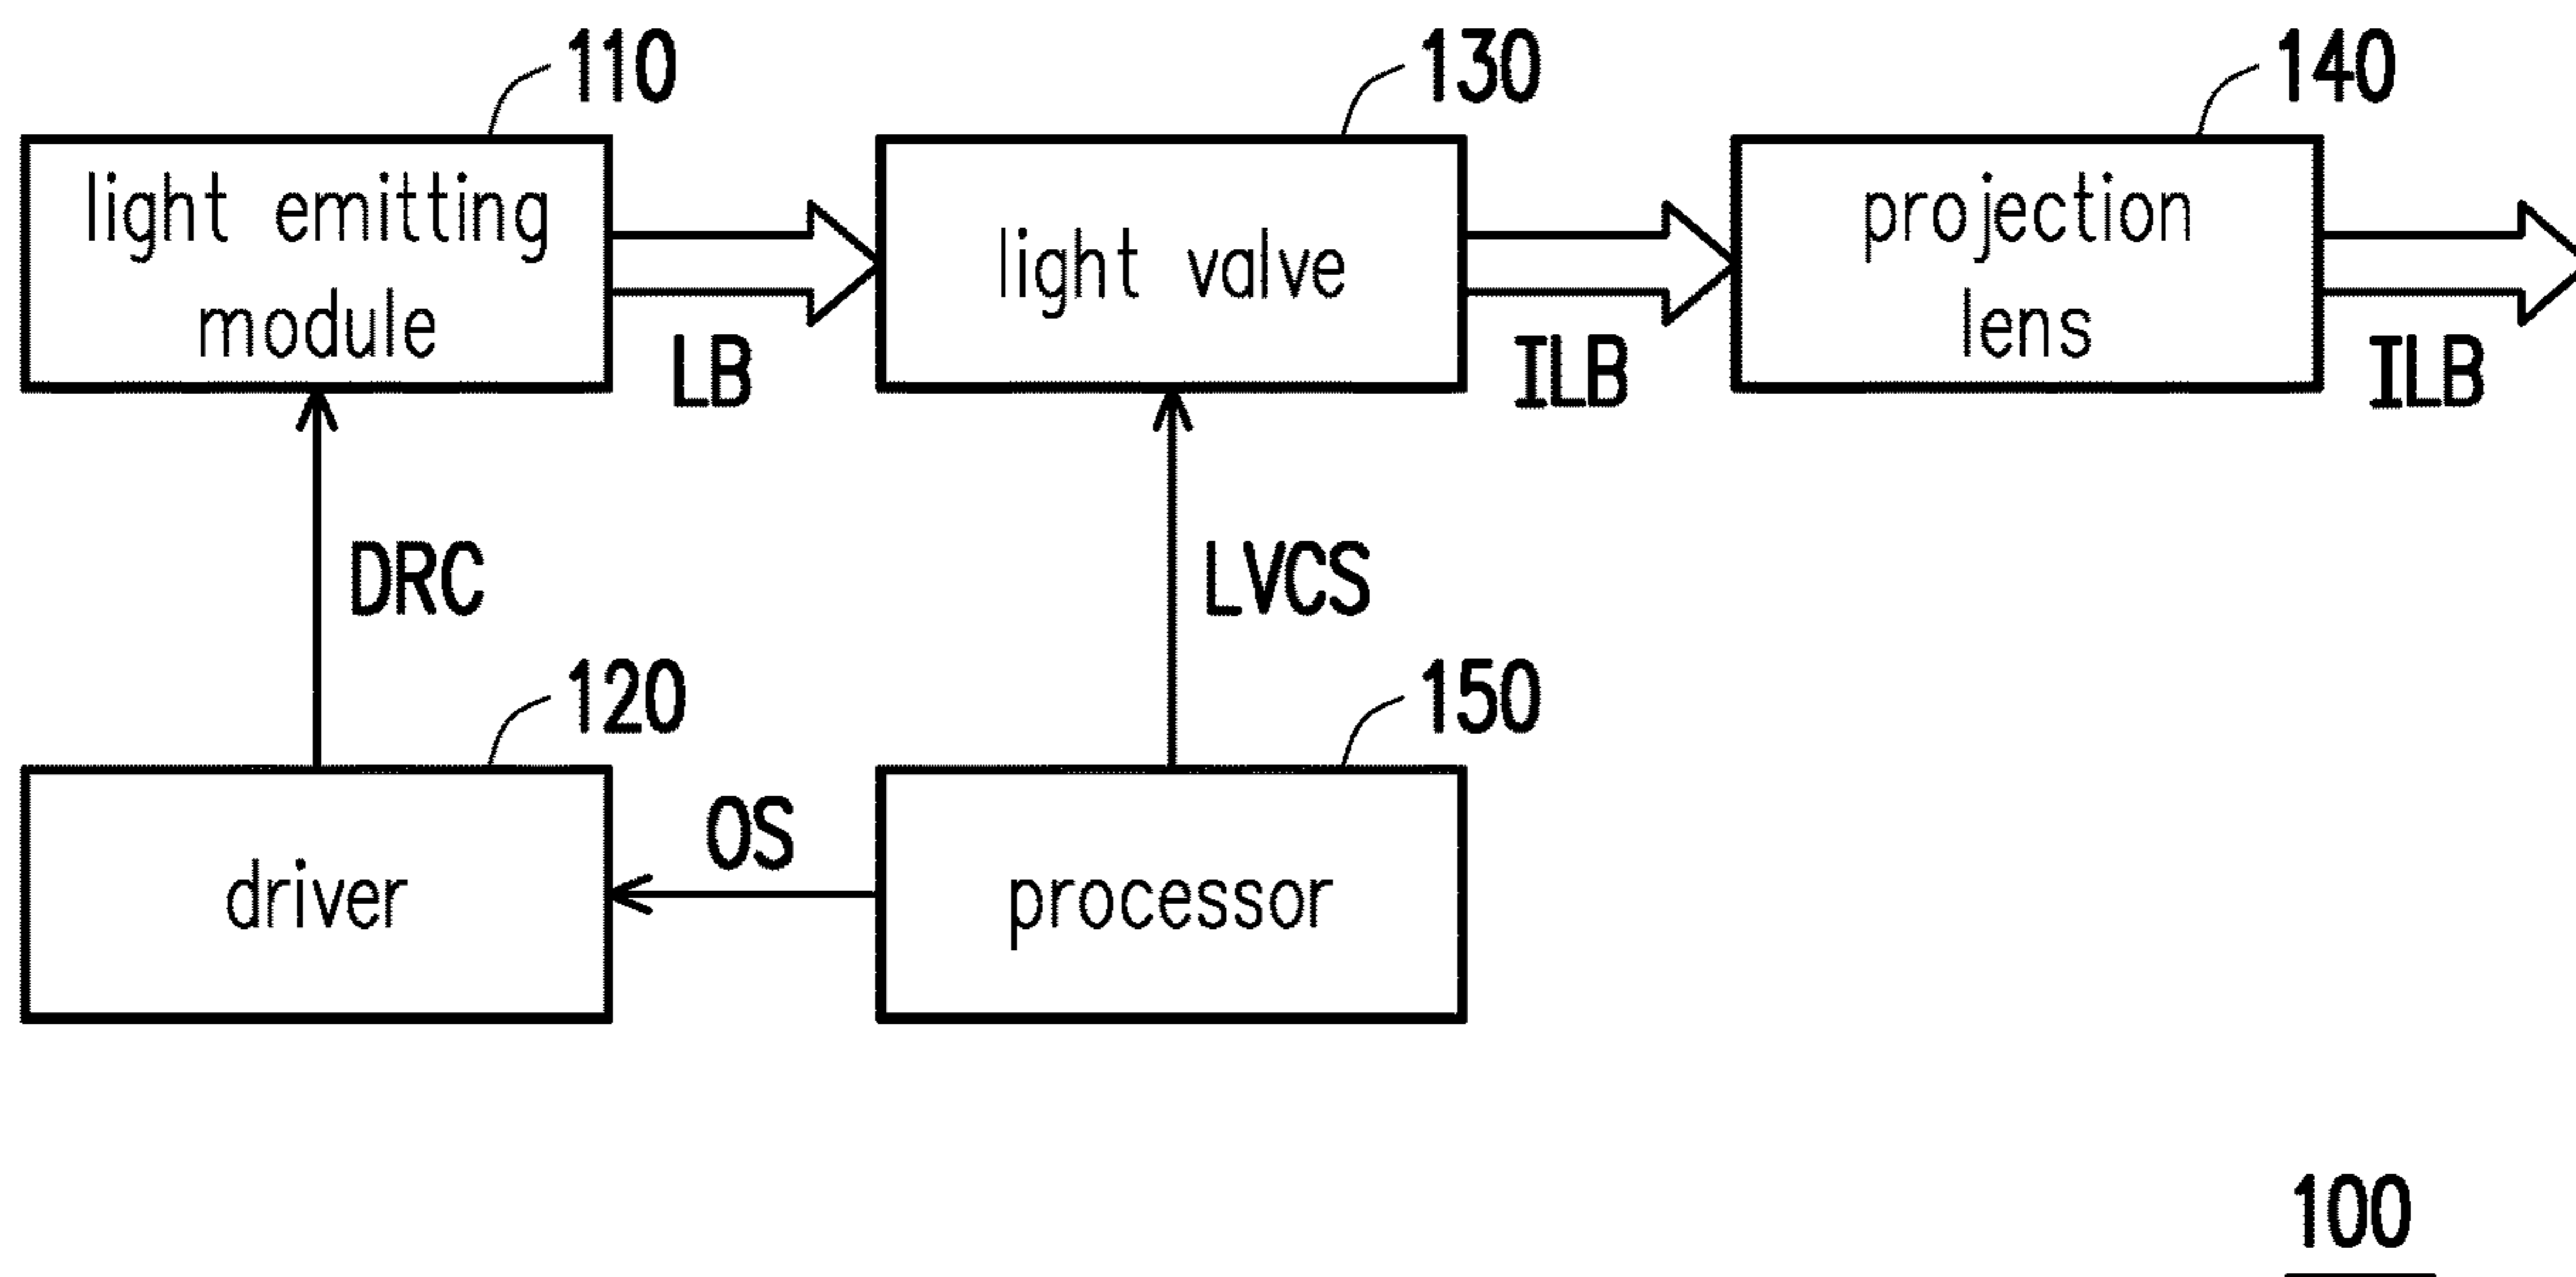 110
130
140
light emitting
module
light valve
projection
lens
LB
ILB
ILB
DRC
LVCS
120
150
driver
OS
processor
100